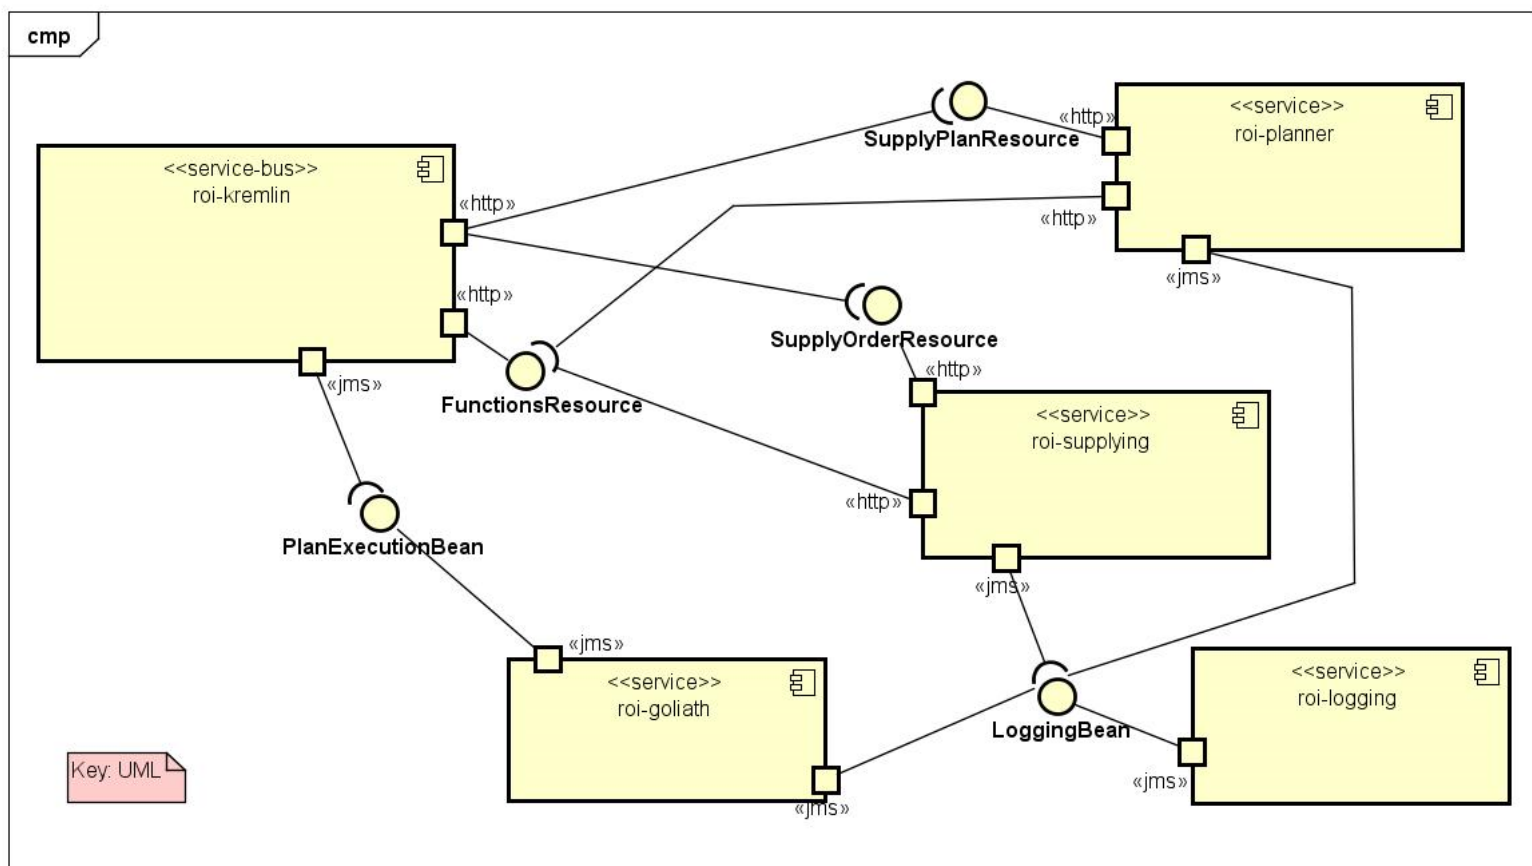 cmp
<<service-bus>>
roi-kremlin
«http»
«http»
«jms»
SupplyPlanResource
«http»
<<service>>
roi-planner
«http»
«jms»
SupplyOrderResource
«http»
FunctionsResource
<<service>>
roi-supplying
«http»
«jms»
PlanExecutionBean
«jms»
<<service>>
roi-goliath
«jms»
LoggingBean
<<service>>
roi-logging
«jms»
Key: UML